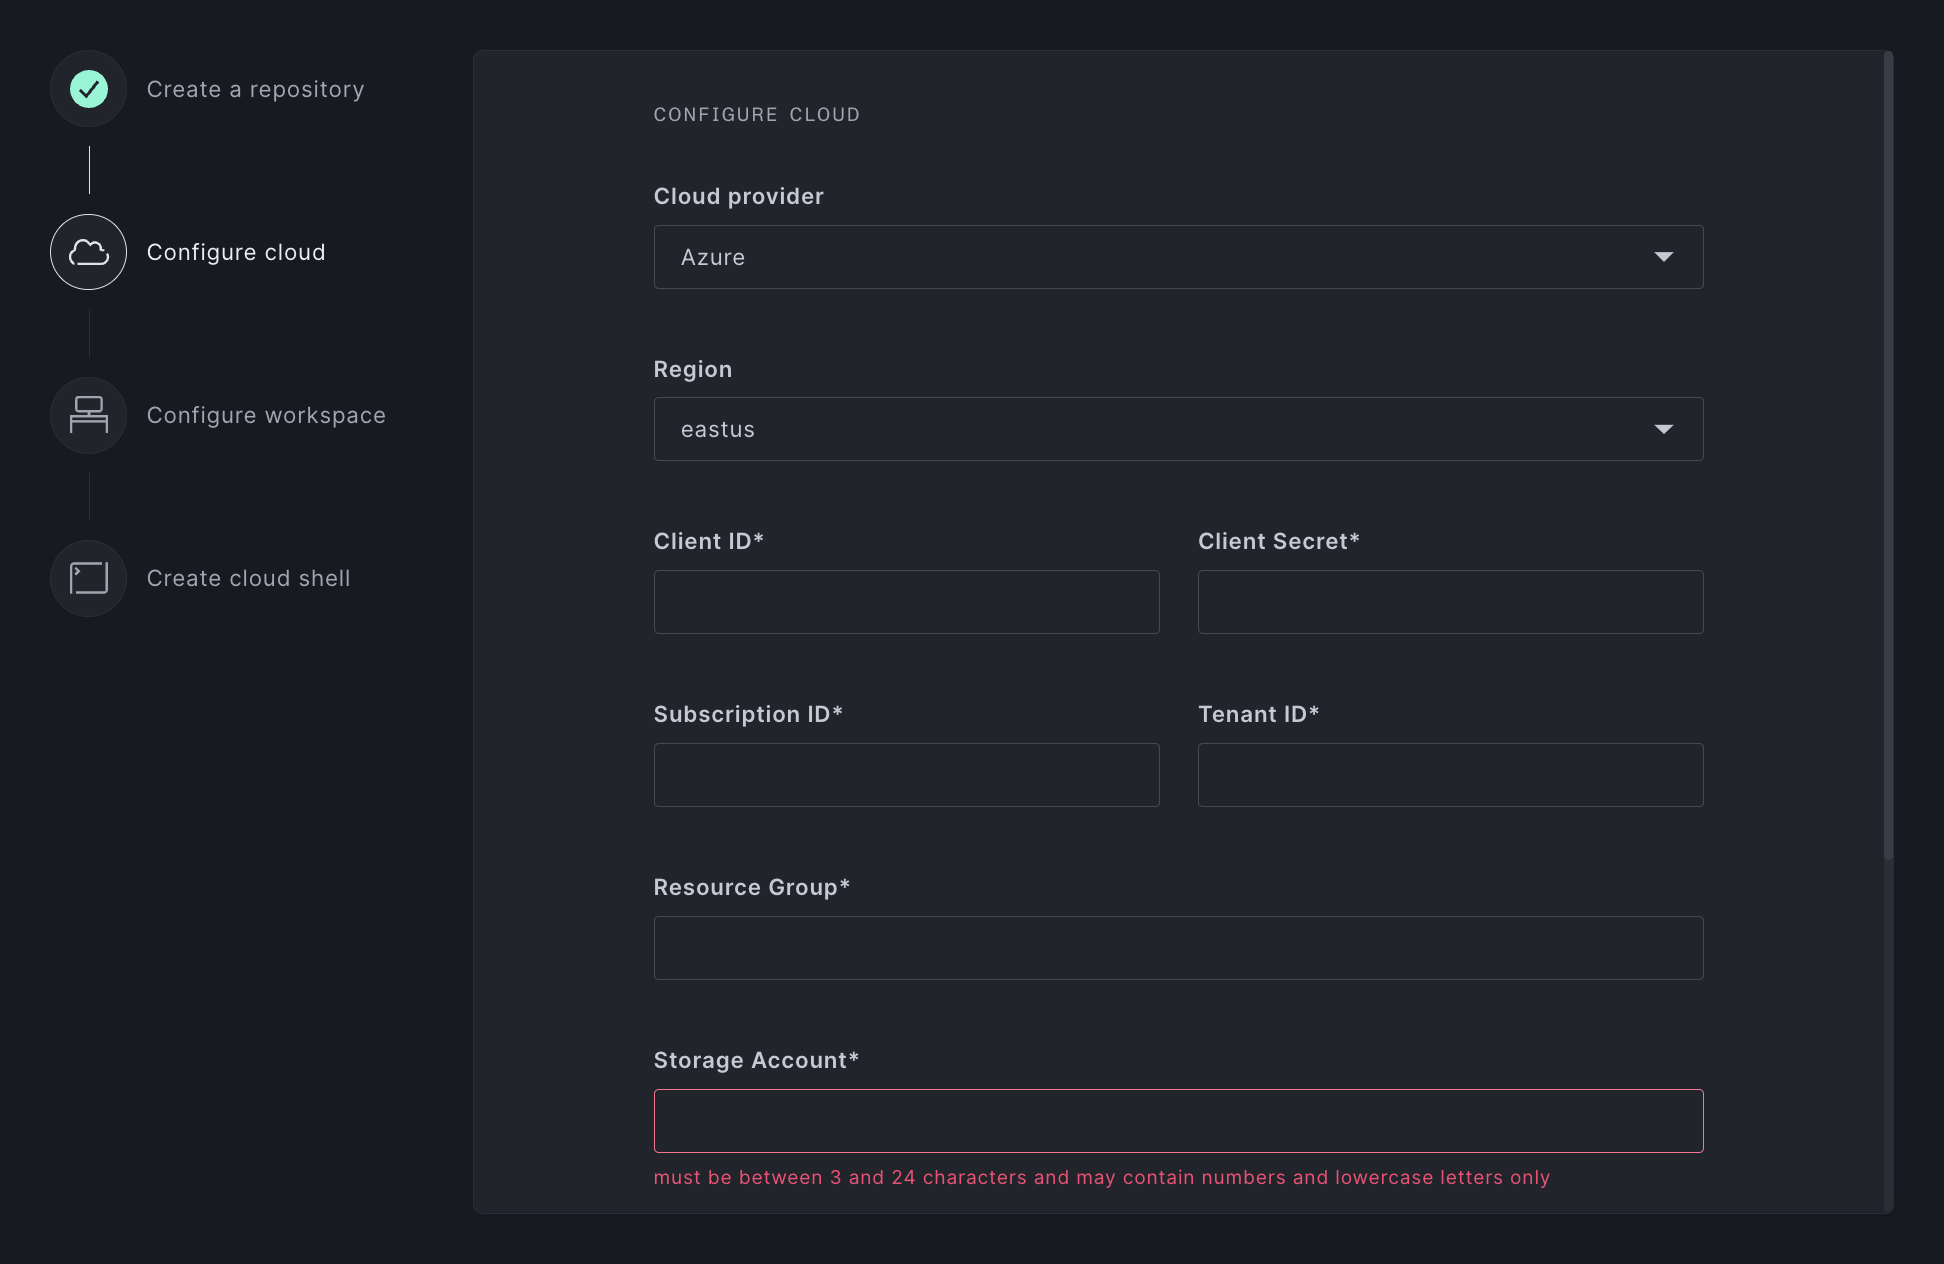 Create a repository
Configure cloud
Configure workspace
Create cloud shell
CONFIGURE CLOUD
Cloud provider
Azure
Region
eastus
Client ID*
Client Secret*
Subscription ID*
Tenant ID*
Resource Group*
Storage Account*
must be between 3 and 24 characters and may contain numbers and lowercase letters only